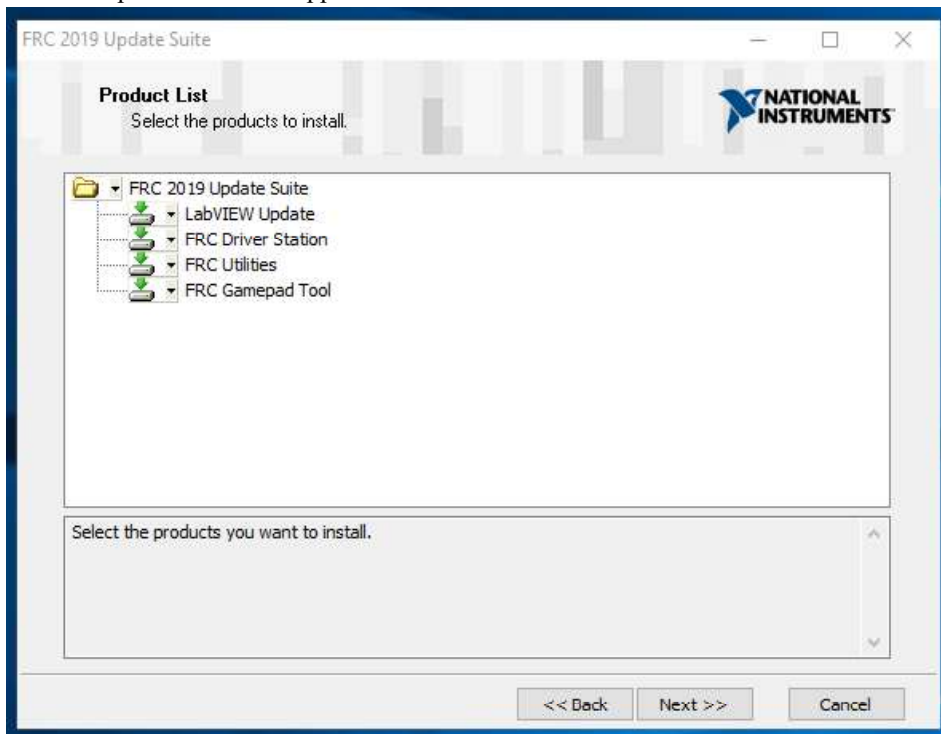 FRC 2019 Update Suite
Product List
Select the products to install.
NATIONAL
INSTRUMENTS
FRC 2019 Update Suite
LabVIEW Update
FRC Driver Station
FRC Utilities
FRC Gamepad Tool
Select the products you want to install.
<< Back Next >> Cancel